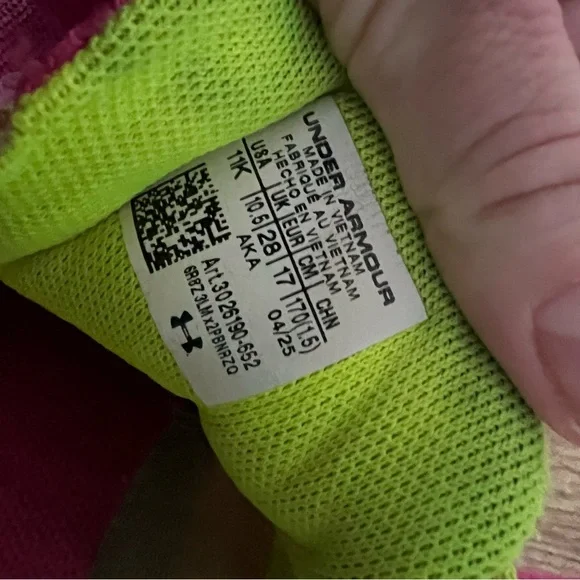 UNDER ARMOUR
MADE IN VIETNAM
FABRIQUÉ AU VIETNAM
HECHO EN VIETNAM
USA UK EUR CM CHN
11K 10.5 28 17 170(1.5)
AKA 04/25
Art.3026190-652
6R8Z3LMx2PBNRZQ